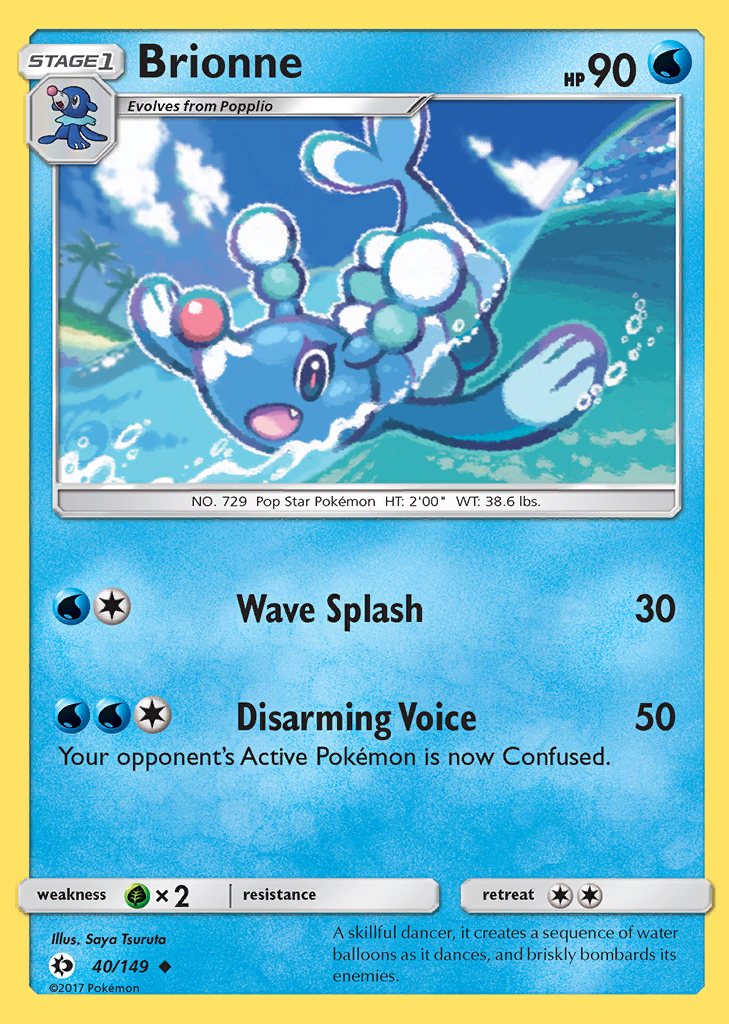 STAGE1
Brionne
HP 90
Evolves from Popplio
NO. 729 Pop Star Pokémon HT: 2'00" WT: 38.6 lbs.
Wave Splash 30
Disarming Voice 50
Your opponent's Active Pokémon is now Confused.
weakness ×2 resistance retreat
Illus. Saya Tsuruta
40/149
©2017 Pokémon
A skillful dancer, it creates a sequence of water
balloons as it dances, and briskly bombards its
enemies.